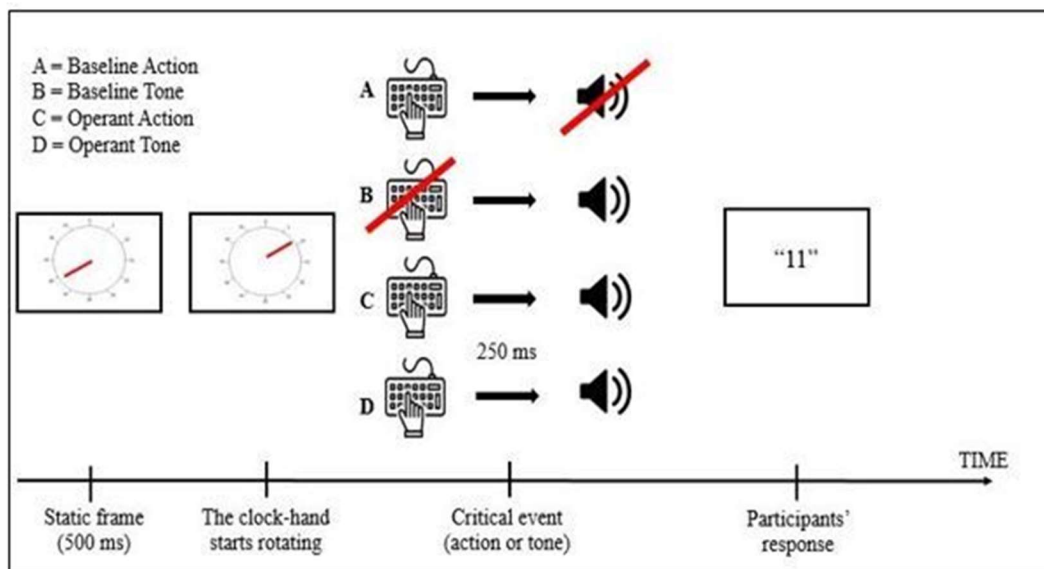 A = Baseline Action
B = Baseline Tone
C = Operant Action
D = Operant Tone
A
B
C
250 ms
D
“11”
TIME
Static frame
(500 ms)
The clock-hand
starts rotating
Critical event
(action or tone)
Participants’
response